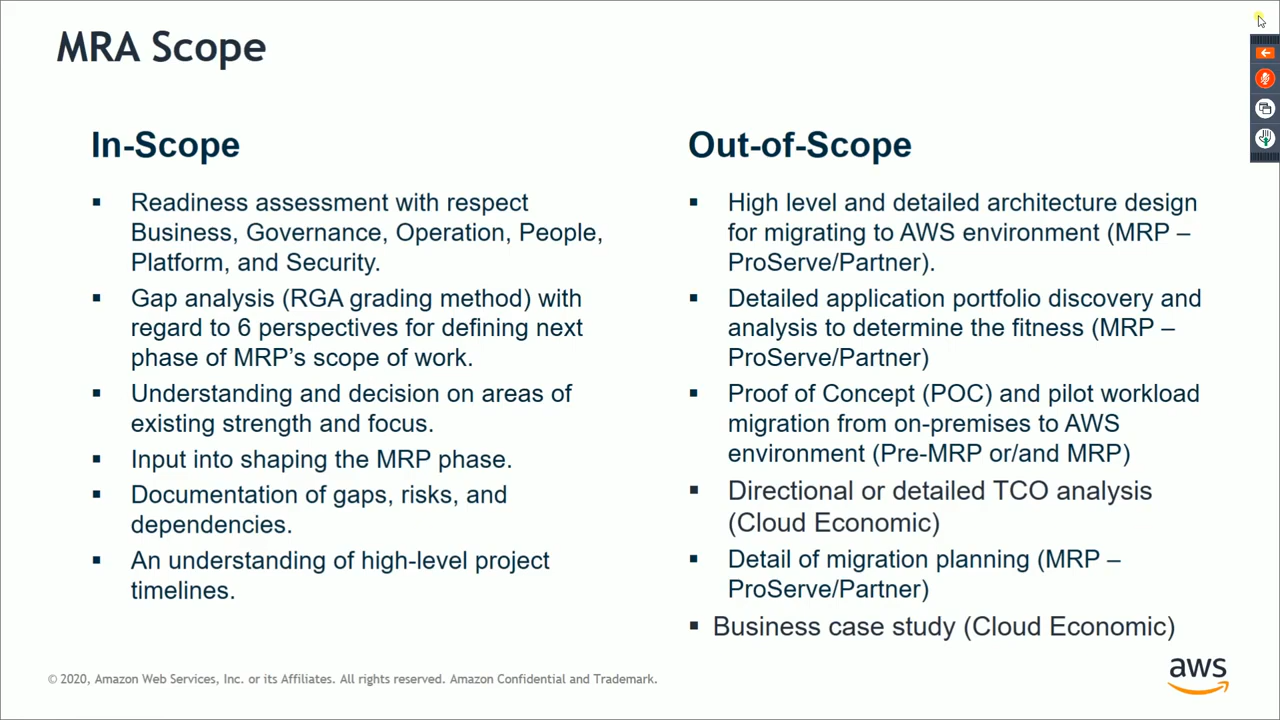 MRA Scope
In-Scope
▪ Readiness assessment with respect
Business, Governance, Operation, People,
Platform, and Security.
▪ Gap analysis (RGA grading method) with
regard to 6 perspectives for defining next
phase of MRP’s scope of work.
▪ Understanding and decision on areas of
existing strength and focus.
▪ Input into shaping the MRP phase.
▪ Documentation of gaps, risks, and
dependencies.
▪ An understanding of high-level project
timelines.
Out-of-Scope
▪ High level and detailed architecture design
for migrating to AWS environment (MRP –
ProServe/Partner).
▪ Detailed application portfolio discovery and
analysis to determine the fitness (MRP –
ProServe/Partner)
▪ Proof of Concept (POC) and pilot workload
migration from on-premises to AWS
environment (Pre-MRP or/and MRP)
▪ Directional or detailed TCO analysis
(Cloud Economic)
▪ Detail of migration planning (MRP –
ProServe/Partner)
▪ Business case study (Cloud Economic)
© 2020, Amazon Web Services, Inc. or its Affiliates. All rights reserved. Amazon Confidential and Trademark.
aws